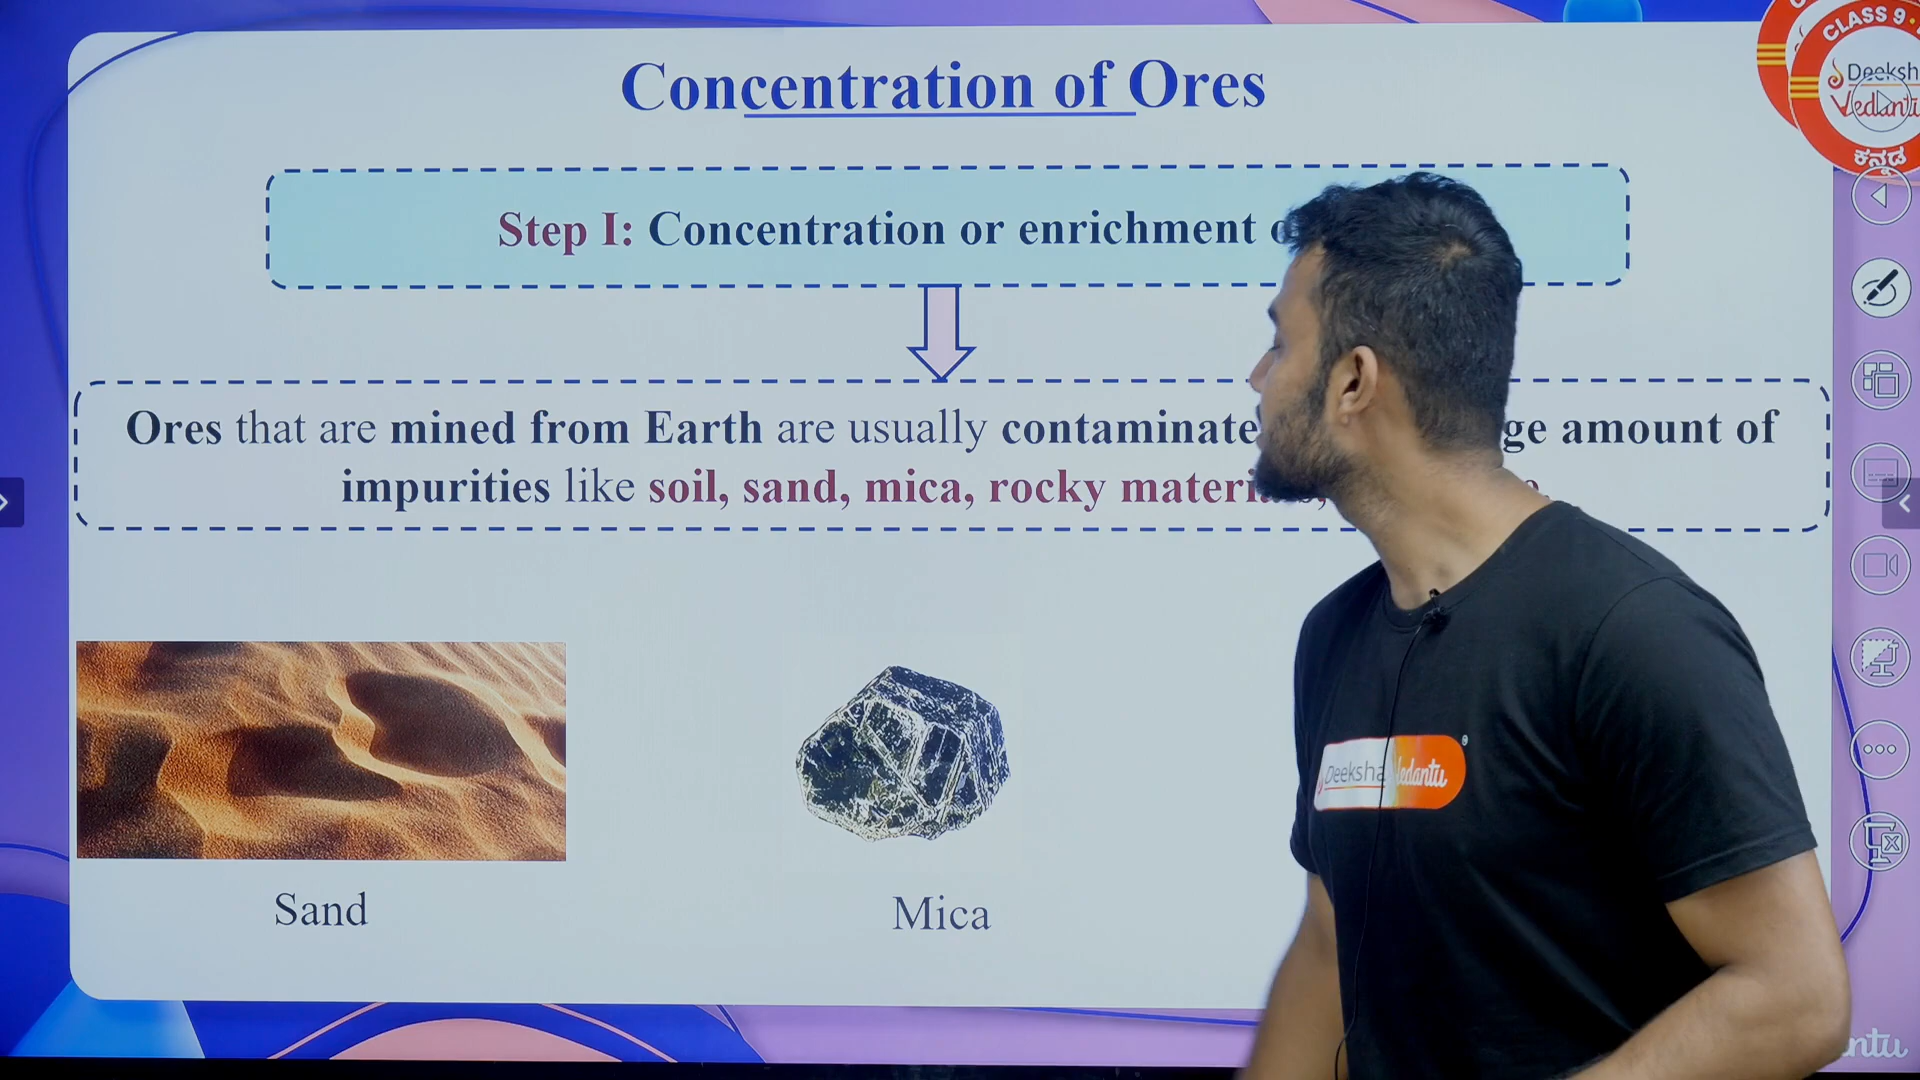 Concentration of Ores
CLASS 9
Deeksh
Vedantu
ಕನ್ನಡ
Step I: Concentration or enrichment
Ores that are mined from Earth are usually contaminate ge amount of
impurities like soil, sand, mica, rocky materi
Deeksha Vedantu
Sand
Mica
ntu